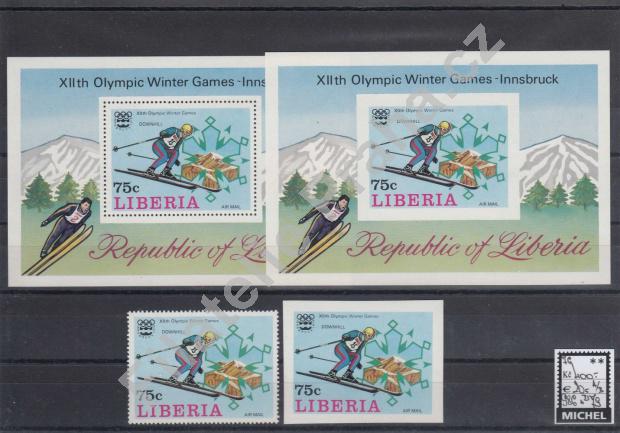 XIIth Olympic Winter Games-Innsbruck
XIIth Olympic Winter Games
DOWNHILL
75c
LIBERIA
AIR MAIL
Republic of Liberia
XIIth Olympic Winter Games-Innsbruck
XIIth Olympic Winter Games
DOWNHILL
75c
LIBERIA
AIR MAIL
Republic of Liberia
XIIth Olympic Winter Games
DOWNHILL
75c
LIBERIA
AIR MAIL
XIIth Olympic Winter Games
DOWNHILL
75c
LIBERIA
AIR MAIL
**
MICHEL